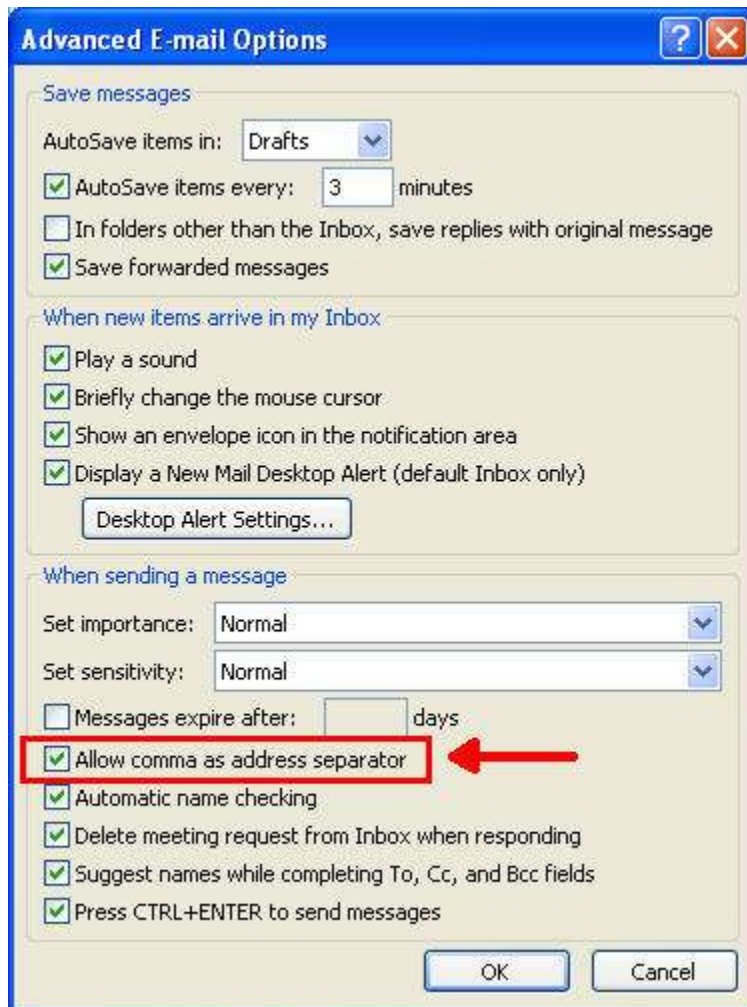 Advanced E-mail Options
Save messages
AutoSave items in: Drafts
AutoSave items every: 3 minutes
In folders other than the Inbox, save replies with original message
Save forwarded messages
When new items arrive in my Inbox
Play a sound
Briefly change the mouse cursor
Show an envelope icon in the notification area
Display a New Mail Desktop Alert (default Inbox only)
Desktop Alert Settings...
When sending a message
Set importance: Normal
Set sensitivity: Normal
Messages expire after: days
Allow comma as address separator
Automatic name checking
Delete meeting request from Inbox when responding
Suggest names while completing To, Cc, and Bcc fields
Press CTRL+ENTER to send messages
OK Cancel